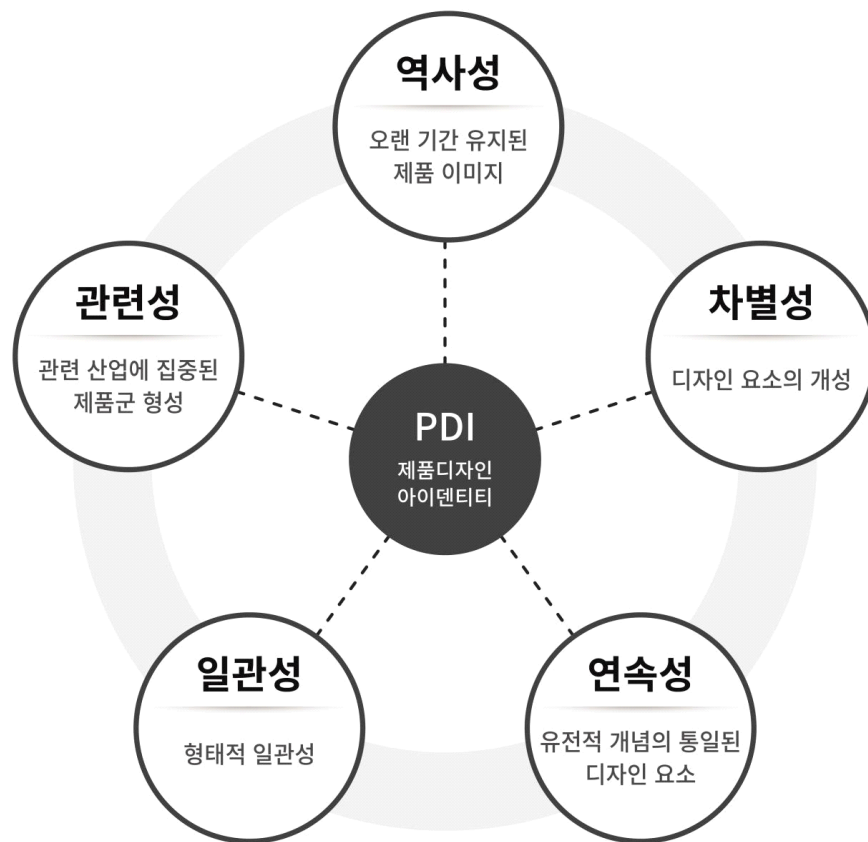 역사성
오랜 기간 유지된
제품 이미지
관련성
관련 산업에 집중된
제품군 형성
차별성
디자인 요소의 개성
PDI
제품디자인
아이덴티티
일관성
형태적 일관성
연속성
유전적 개념의 통일된
디자인 요소